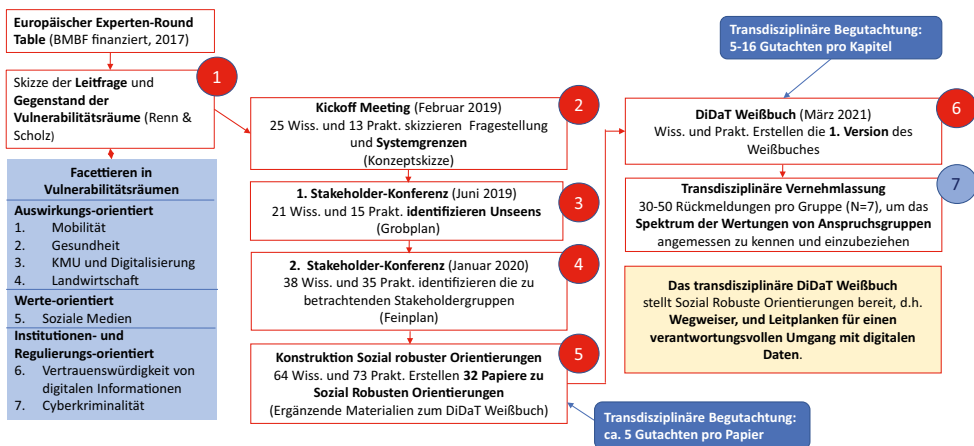 Europäischer Experten-Round
Table (BMBF finanziert, 2017)
1
Skizze der Leitfrage und
Gegenstand der
Vulnerabilitätsräume (Renn &
Scholz)
Facettieren in
Vulnerabilitätsräumen
Auswirkungs-orientiert
1. Mobilität
2. Gesundheit
3. KMU und Digitalisierung
4. Landwirtschaft
Werte-orientiert
5. Soziale Medien
Institutionen- und
Regulierungs-orientiert
6. Vertrauenswürdigkeit von
digitalen Informationen
7. Cyberkriminalität
2
Kickoff Meeting (Februar 2019)
25 Wiss. und 13 Prakt. skizzieren Fragestellung
und Systemgrenzen
(Konzeptskizze)
3
1. Stakeholder-Konferenz (Juni 2019)
21 Wiss. und 15 Prakt. identifizieren Unseens
(Grobplan)
4
2. Stakeholder-Konferenz (Januar 2020)
38 Wiss. und 35 Prakt. identifizieren die zu
betrachtenden Stakeholdergruppen
(Feinplan)
5
Konstruktion Sozial robuster Orientierungen
64 Wiss. und 73 Prakt. Erstellen 32 Papiere zu
Sozial Robusten Orientierungen
(Ergänzende Materialien zum DiDaT Weißbuch)
Transdisziplinäre Begutachtung:
ca. 5 Gutachten pro Papier
Transdisziplinäre Begutachtung:
5-16 Gutachten pro Kapitel
6
DiDaT Weißbuch (März 2021)
Wiss. und Prakt. Erstellen die 1. Version des
Weißbuches
7
Transdisziplinäre Vernehmlassung
30-50 Rückmeldungen pro Gruppe (N=7), um das
Spektrum der Wertungen von Anspruchsgruppen
angemessen zu kennen und einzubeziehen
Das transdisziplinäre DiDaT Weißbuch
stellt Sozial Robuste Orientierungen bereit, d.h.
Wegweiser, und Leitplanken für einen
verantwortungsvollen Umgang mit digitalen
Daten.